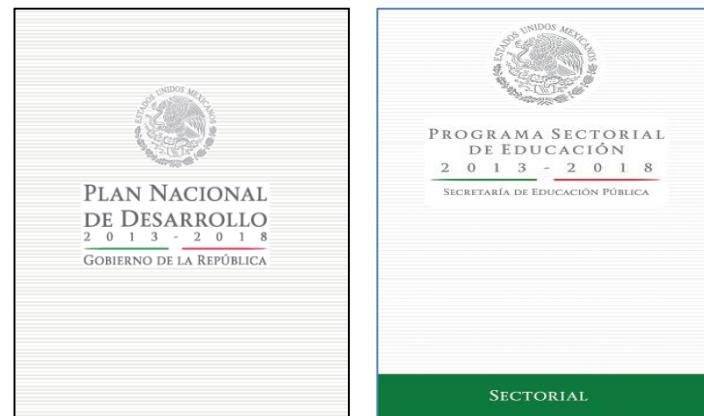 ESTADOS UNIDOS MEXICANOS
PLAN NACIONAL
DE DESARROLLO
2013-2018
GOBIERNO DE LA REPÚBLICA
ESTADOS UNIDOS MEXICANOS
PROGRAMA SECTORIAL
DE EDUCACIÓN
2013-2018
SECRETARÍA DE EDUCACIÓN PÚBLICA
SECTORIAL